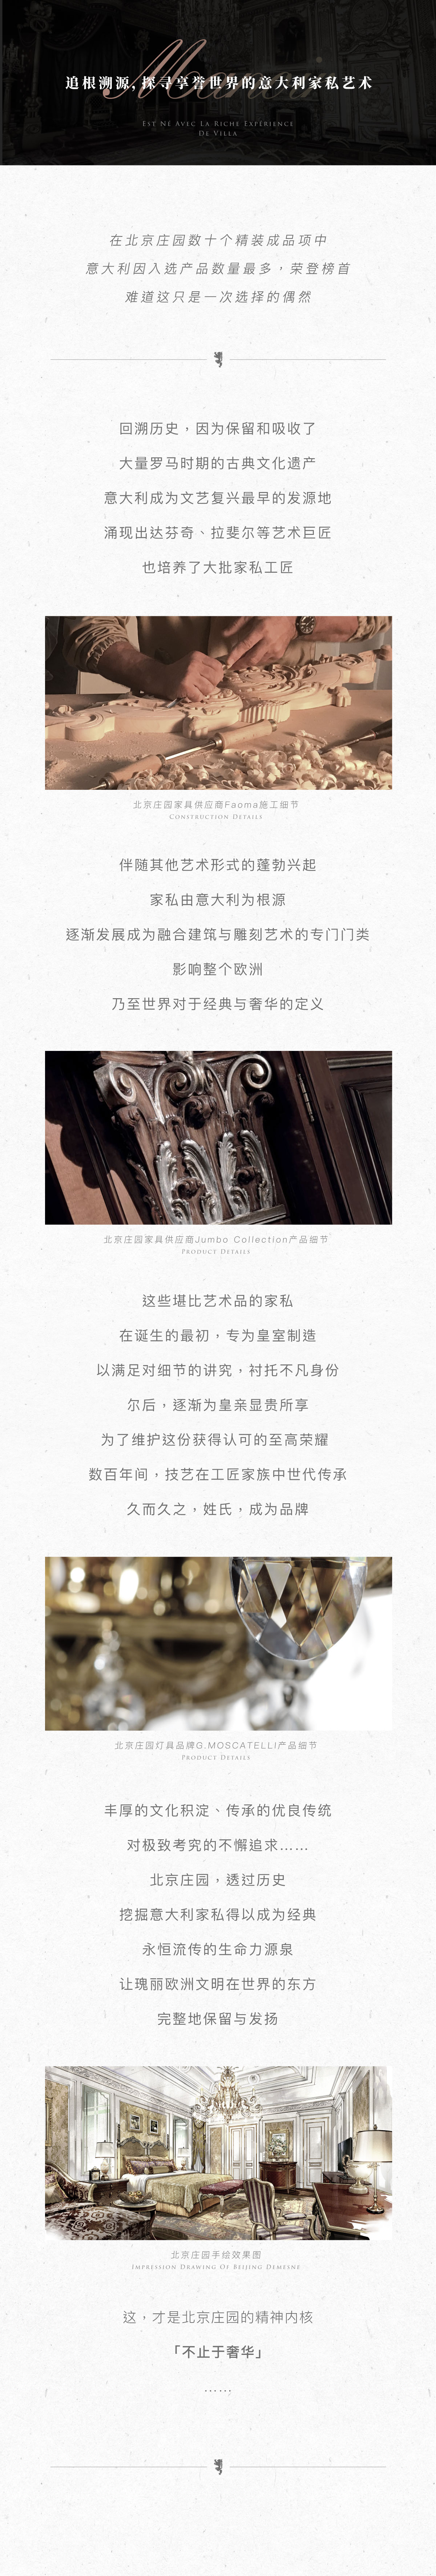 追根溯源，探寻享誉世界的意大利家私艺术
EST NÉ AVEC LA RICHE EXPÉRIENCE
DE VILLA
在北京庄园数十个精装成品项中
意大利因入选产品数量最多，荣登榜首
难道这只是一次选择的偶然
回溯历史，因为保留和吸收了
大量罗马时期的古典文化遗产
意大利成为文艺复兴最早的发源地
涌现出达芬奇、拉斐尔等艺术巨匠
也培养了大批家私工匠
北京庄园家具供应商Faoma施工细节
CONSTRUCTION DETAILS
伴随其他艺术形式的蓬勃兴起
家私由意大利为根源
逐渐发展成为融合建筑与雕刻艺术的专门门类
影响整个欧洲
乃至世界对于经典与奢华的定义
北京庄园家具供应商Jumbo Collection产品细节
PRODUCT DETAILS
这些堪比艺术品的家私
在诞生的最初，专为皇室制造
以满足对细节的讲究，衬托不凡身份
尔后，逐渐为皇亲显贵所享
为了维护这份获得认可的至高荣耀
数百年间，技艺在工匠家族中世代传承
久而久之，姓氏，成为品牌
北京庄园灯具品牌G.MOSCATELLI产品细节
PRODUCT DETAILS
丰厚的文化积淀、传承的优良传统
对极致考究的不懈追求……
北京庄园，透过历史
挖掘意大利家私得以成为经典
永恒流传的生命力源泉
让瑰丽欧洲文明在世界的东方
完整地保留与发扬
北京庄园手绘效果图
IMPRESSION DRAWING OF BEIJING DEMESNE
这，才是北京庄园的精神内核
「不止于奢华」
……